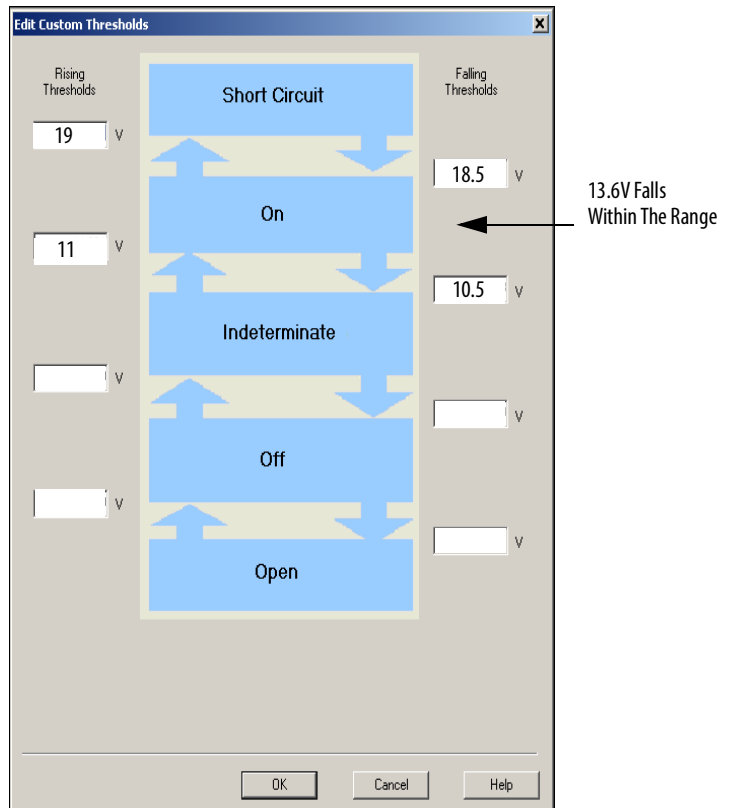 Edit Custom Thresholds
Rising
Thresholds
Falling
Thresholds
Short Circuit
19 V
18.5 V
13.6V Falls
Within The Range
On
11 V
10.5 V
Indeterminate
V
V
Off
V
V
Open
OK
Cancel
Help